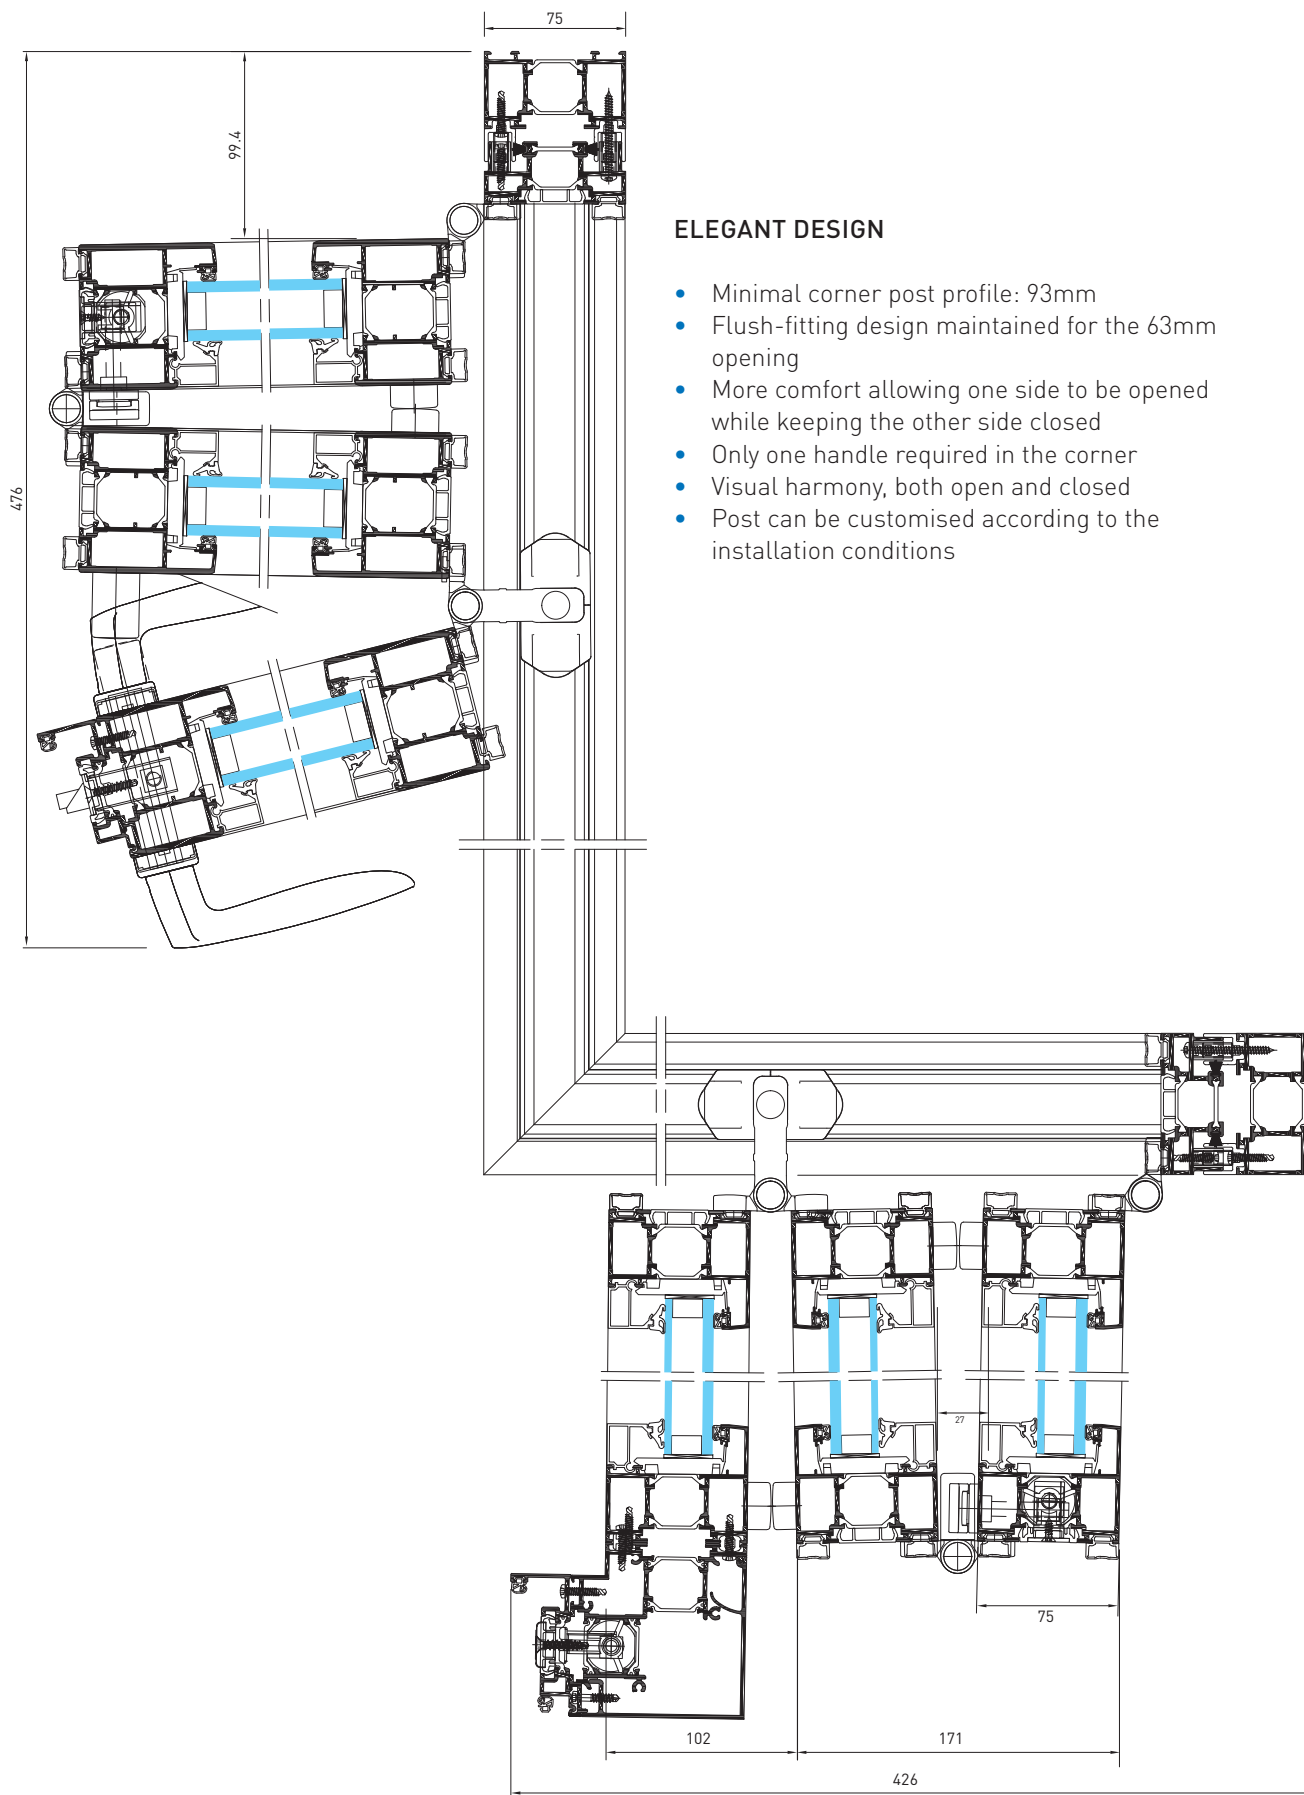 75
99.4
476
ELEGANT DESIGN
• Minimal corner post profile: 93mm
• Flush-fitting design maintained for the 63mm
opening
• More comfort allowing one side to be opened
while keeping the other side closed
• Only one handle required in the corner
• Visual harmony, both open and closed
• Post can be customised according to the
installation conditions
27
75
102
171
426